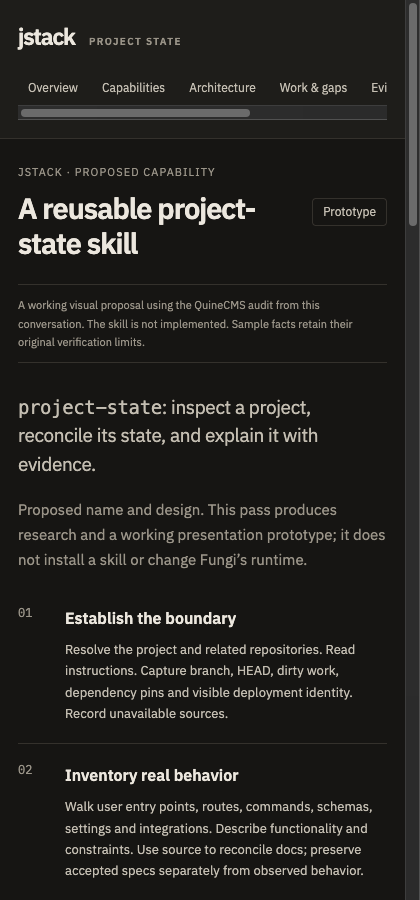 jstack PROJECT STATE
Overview Capabilities Architecture Work & gaps Evi
JSTACK · PROPOSED CAPABILITY
A reusable project-
state skill
Prototype
A working visual proposal using the QuineCMS audit from this
conversation. The skill is not implemented. Sample facts retain their
original verification limits.
project-state: inspect a project,
reconcile its state, and explain it with
evidence.
Proposed name and design. This pass produces
research and a working presentation prototype; it does
not install a skill or change Fungi’s runtime.
01
Establish the boundary
Resolve the project and related repositories. Read
instructions. Capture branch, HEAD, dirty work,
dependency pins and visible deployment identity.
Record unavailable sources.
02
Inventory real behavior
Walk user entry points, routes, commands, schemas,
settings and integrations. Describe functionality and
constraints. Use source to reconcile docs; preserve
accepted specs separately from observed behavior.